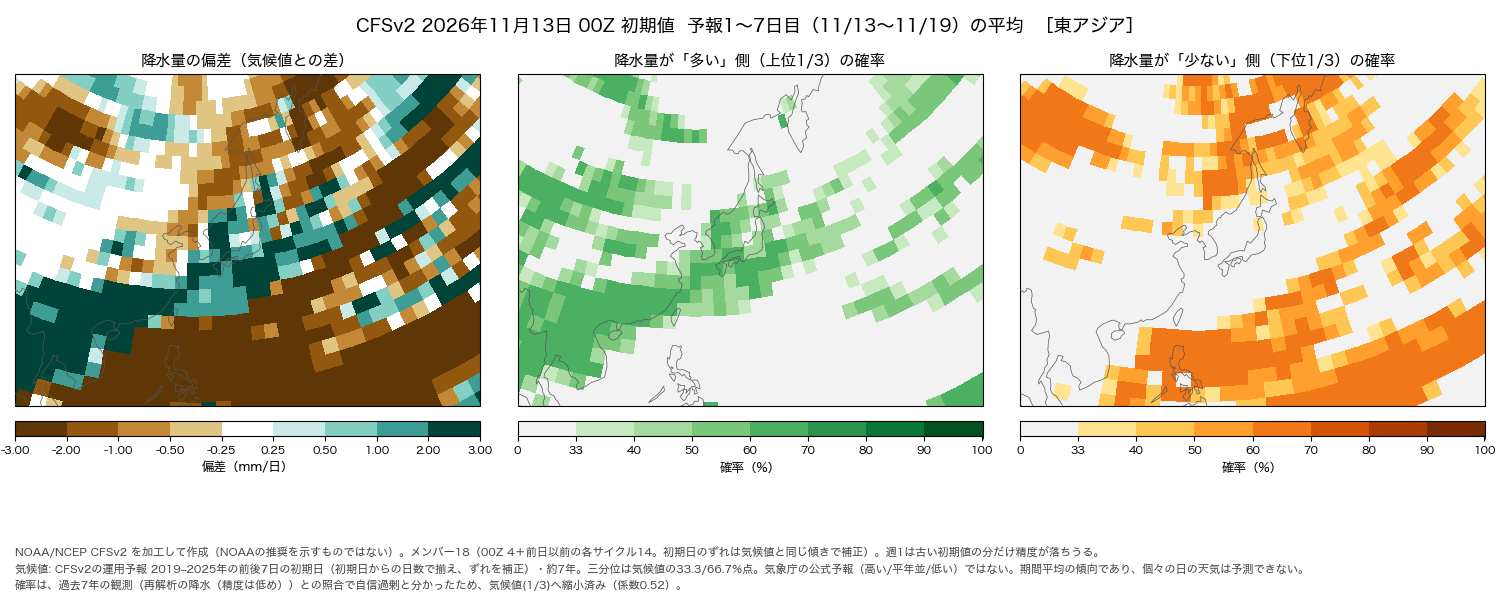 CFSv2 2026年11月13日 00Z 初期値 予報1～7日目（11/13～11/19）の平均 ［東アジア］
降水量の偏差（気候値との差）
降水量が「多い」側（上位1/3）の確率
降水量が「少ない」側（下位1/3）の確率
-3.00 -2.00 -1.00 -0.50 -0.25 0.25 0.50 1.00 2.00 3.00
偏差（mm/日）
0 33 40 50 60 70 80 90 100
確率（%）
0 33 40 50 60 70 80 90 100
確率（%）
NOAA/NCEP CFSv2 を加工して作成（NOAAの推奨を示すものではない）。メンバー18（00Z 4＋前日以前の各サイクル14。初期日のずれは気候値と同じ傾きで補正）。週1は古い初期値の分だけ精度が落ちうる。
気候値: CFSv2の運用予報 2019–2025年の前後7日の初期日（初期日からの日数で揃え、ずれを補正）・約7年。三分位は気候値の33.3/66.7%点。気象庁の公式予報（高い/平年並/低い）ではない。期間平均の傾向であり、個々の日の天気は予測できない。
確率は、過去7年の観測（再解析の降水（精度は低め））との照合で自信過剰と分かったため、気候値(1/3)へ縮小済み（係数0.52）。